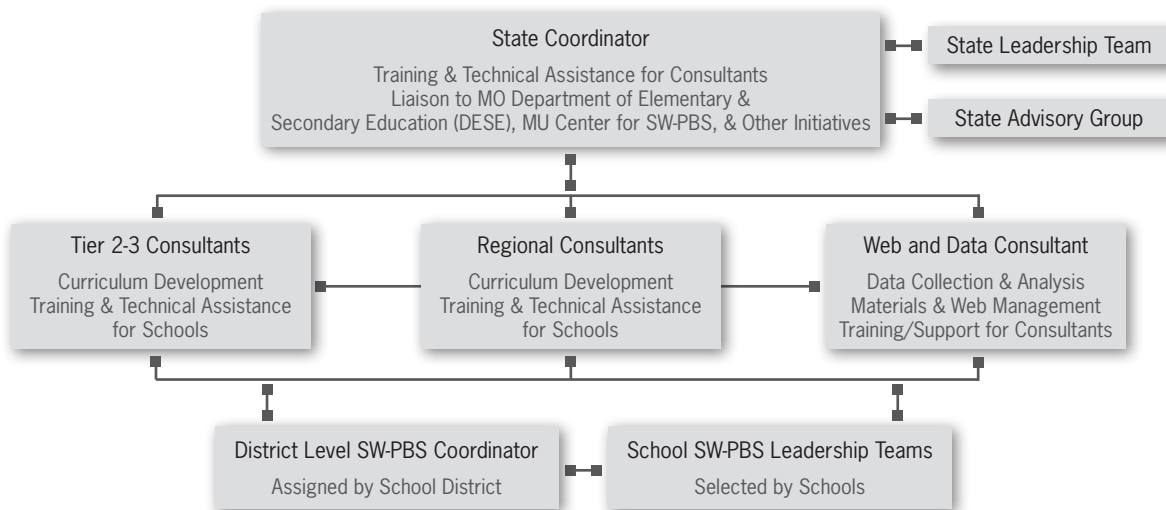 State Coordinator
Training & Technical Assistance for Consultants
Liaison to MO Department of Elementary &
Secondary Education (DESE), MU Center for SW-PBS, & Other Initiatives
State Leadership Team
State Advisory Group
Tier 2-3 Consultants
Curriculum Development
Training & Technical Assistance
for Schools
Regional Consultants
Curriculum Development
Training & Technical Assistance
for Schools
Web and Data Consultant
Data Collection & Analysis
Materials & Web Management
Training/Support for Consultants
District Level SW-PBS Coordinator
Assigned by School District
School SW-PBS Leadership Teams
Selected by Schools